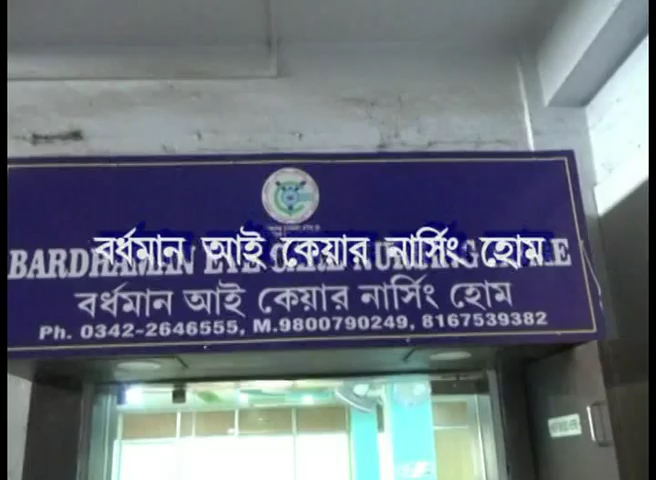 বর্ধমান আই কেয়ার নার্সিং হোম
BARDHAMAN EYE CARE NURSING HOME
বর্ধমান আই কেয়ার নার্সিং হোম
Ph. 0342-2646555, M.9800790249, 8167539382